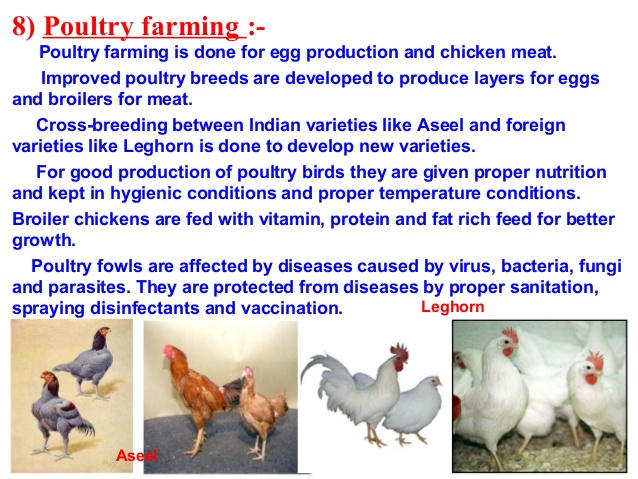 8) Poultry farming :-
Poultry farming is done for egg production and chicken meat.
Improved poultry breeds are developed to produce layers for eggs
and broilers for meat.
Cross-breeding between Indian varieties like Aseel and foreign
varieties like Leghorn is done to develop new varieties.
For good production of poultry birds they are given proper nutrition
and kept in hygienic conditions and proper temperature conditions.
Broiler chickens are fed with vitamin, protein and fat rich feed for better
growth.
Poultry fowls are affected by diseases caused by virus, bacteria, fungi
and parasites. They are protected from diseases by proper sanitation,
spraying disinfectants and vaccination.
Leghorn
Aseel